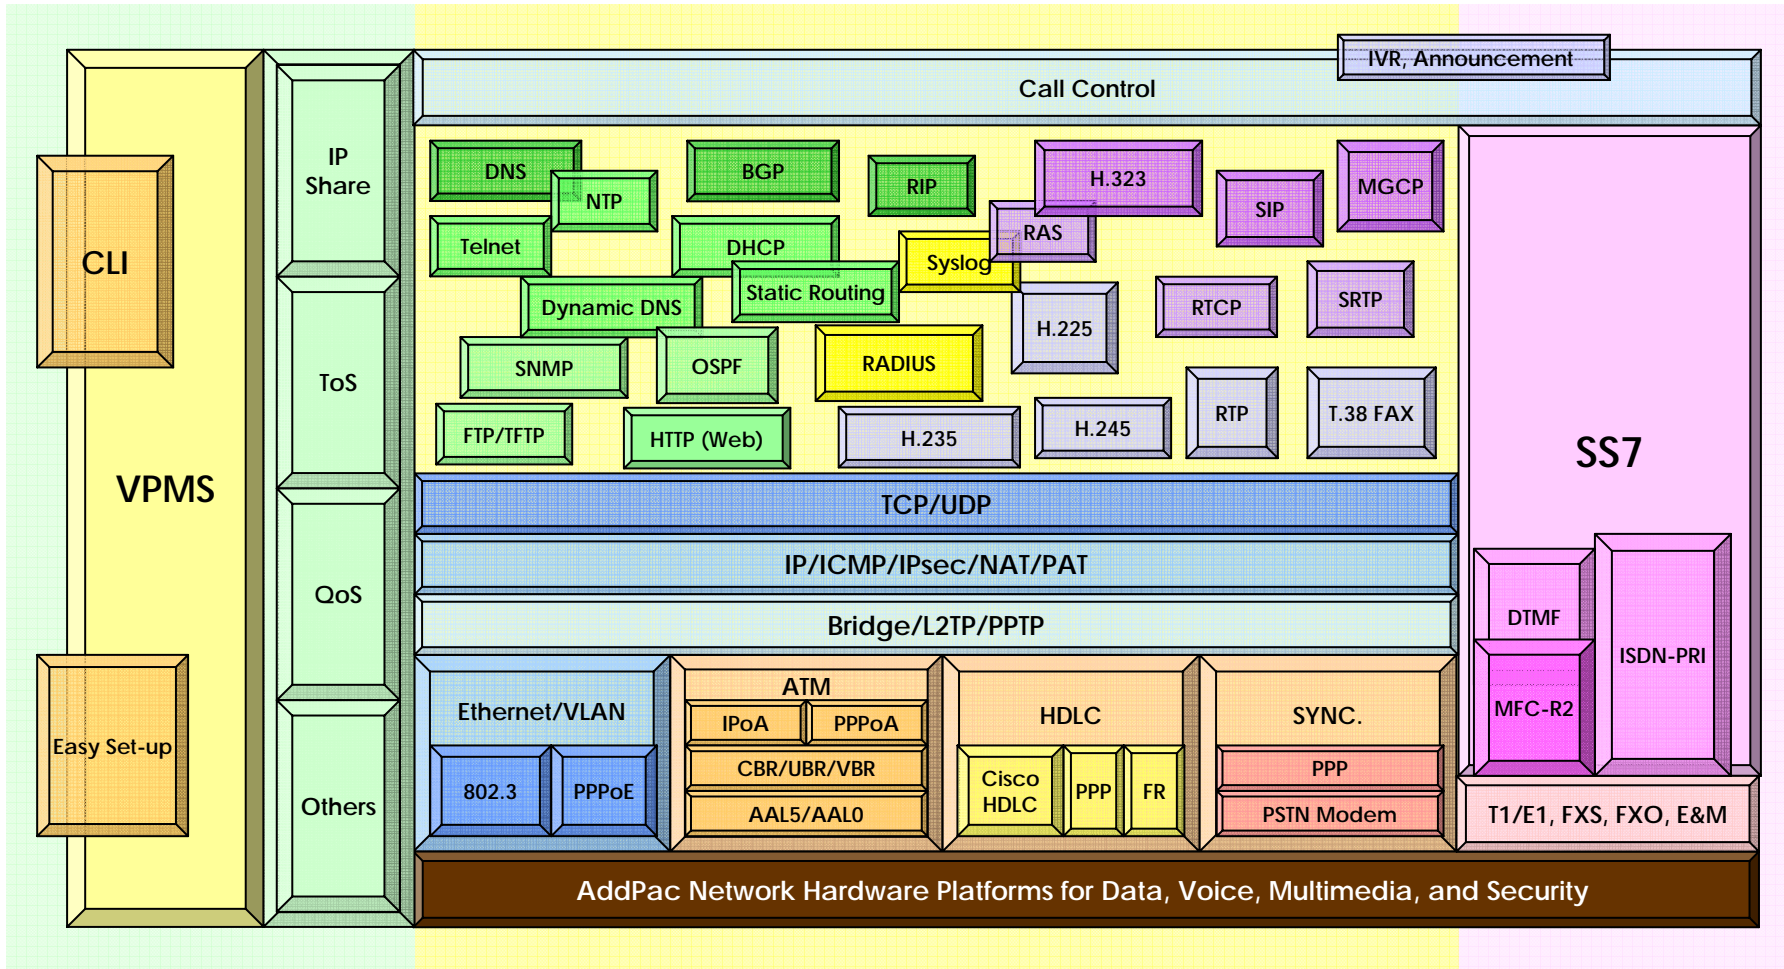 IVR, Announcement
Call Control
VPMS
CLI
Easy Set-up
IP
Share
ToS
QoS
Others
DNS
NTP
BGP
RIP
H.323
SIP
MGCP
Telnet
DHCP
Syslog
RAS
Dynamic DNS
Static Routing
H.225
RTCP
SRTP
SNMP
OSPF
RADIUS
FTP/TFTP
HTTP (Web)
H.235
H.245
RTP
T.38 FAX
TCP/UDP
IP/ICMP/IPsec/NAT/PAT
Bridge/L2TP/PPTP
Ethernet/VLAN
802.3
PPPoE
ATM
IPoA
PPPoA
CBR/UBR/VBR
AAL5/AAL0
HDLC
Cisco
HDLC
PPP
FR
SYNC.
PPP
PSTN Modem
SS7
DTMF
MFC-R2
ISDN-PRI
T1/E1, FXS, FXO, E&M
AddPac Network Hardware Platforms for Data, Voice, Multimedia, and Security